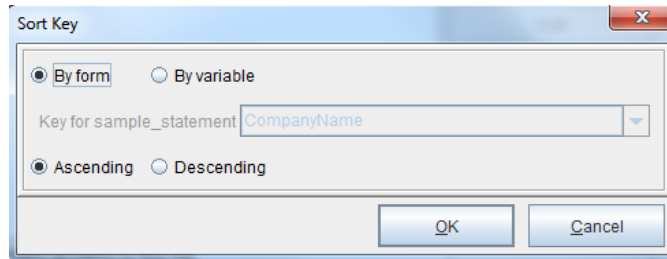 Sort Key
By form By variable
Key for sample_statement CompanyName
Ascending Descending
OK Cancel